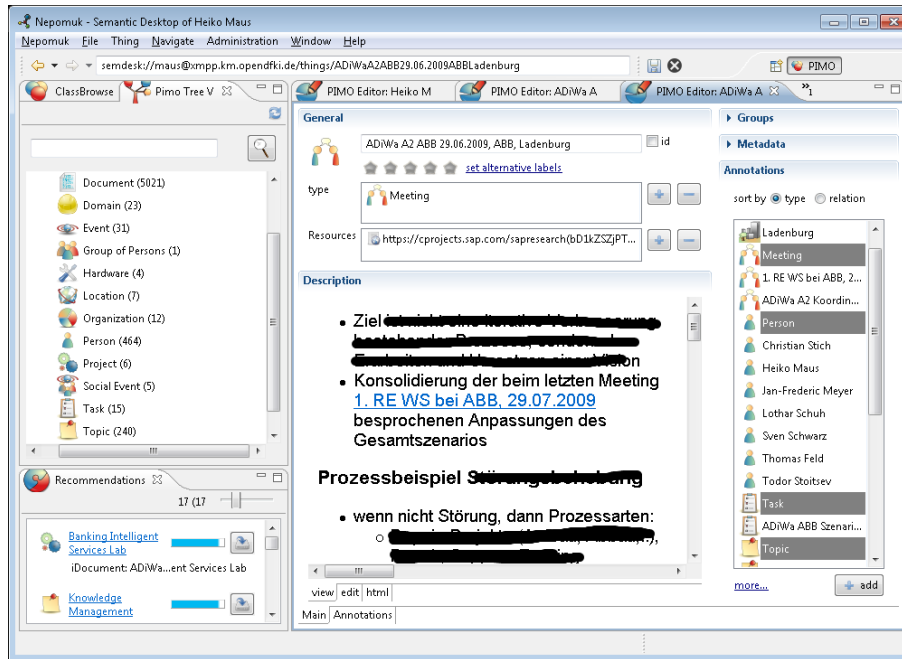 Nepomuk - Semantic Desktop of Heiko Maus
Nepomuk File Thing Navigate Administration Window Help
semdesk://maus@xmpp.km.opendfki.de/things/ADiWaA2ABB29.06.2009ABBLadenburg
PIMO
ClassBrowse
Pimo Tree V
Document (5021)
Domain (23)
Event (31)
Group of Persons (1)
Hardware (4)
Location (7)
Organization (12)
Person (464)
Project (6)
Social Event (5)
Task (15)
Topic (240)
Recommendations
17 (17
Banking Intelligent
Services Lab
iDocument: ADiWa...ent Services Lab
Knowledge
Management
PIMO Editor: Heiko M
PIMO Editor: ADiWa A
PIMO Editor: ADiWa A
»1
General
ADiWa A2 ABB 29.06.2009, ABB, Ladenburg
id
set alternative labels
type
Meeting
Resources
https://cprojects.sap.com/sapresearch(bD1kZSZjPT...
Description
Ziel
Konsolidierung der beim letzten Meeting
1. RE WS bei ABB, 29.07.2009
besprochenen Anpassungen des
Gesamtszenarios
Prozessbeispiel
wenn nicht Störung, dann Prozessarten:
view edit html
Main Annotations
Groups
Metadata
Annotations
sort by type relation
Ladenburg
Meeting
1. RE WS bei ABB, 2...
ADiWa A2 Koordin...
Person
Christian Stich
Heiko Maus
Jan-Frederic Meyer
Lothar Schuh
Sven Schwarz
Thomas Feld
Todor Stoitsev
Task
ADiWa ABB Szenari...
Topic
more...
add